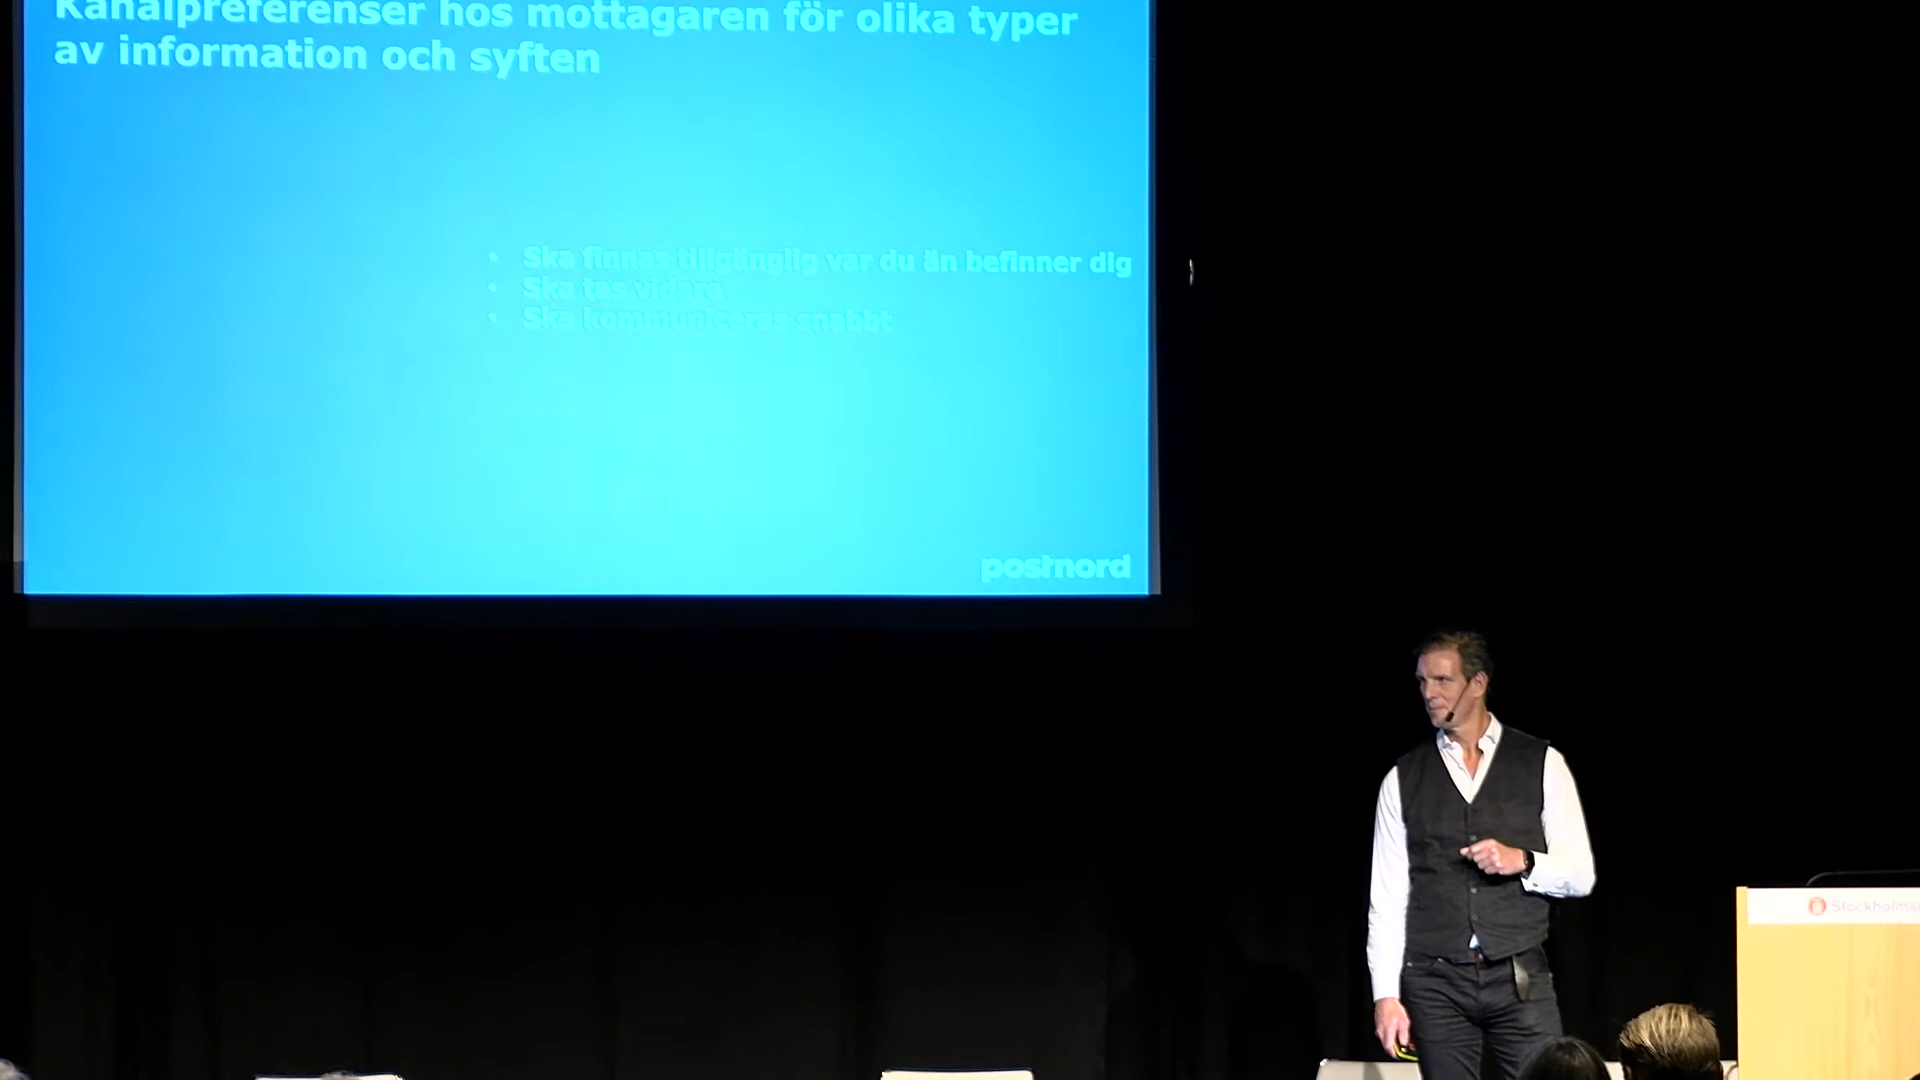 Kanalpreferenser hos mottagaren för olika typer
av information och syften
• Ska finnas tillgänglig var du än befinner dig
• Ska tas vidare
• Ska kommuniceras snabbt
postnord